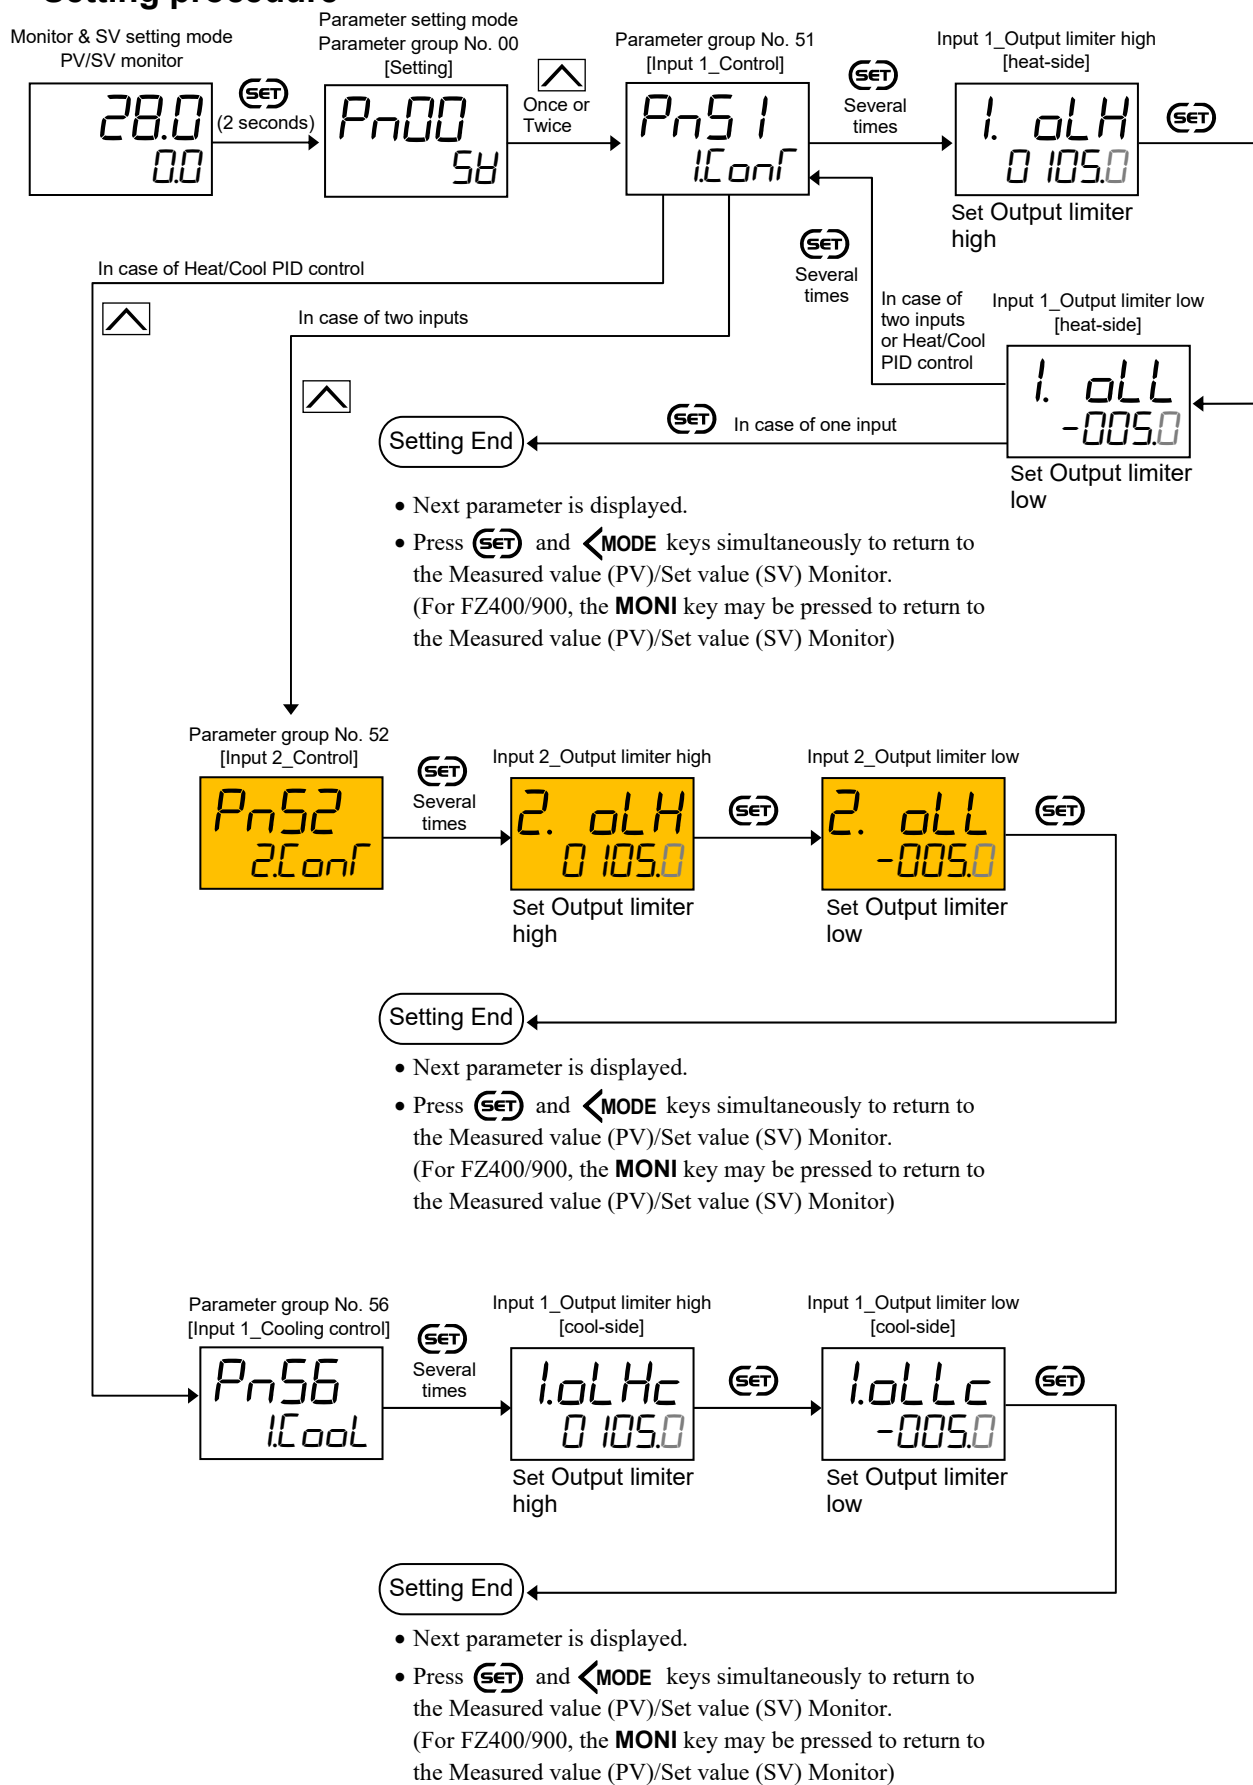 Setting procedure
Monitor & SV setting mode
PV/SV monitor
28.0
0.0
SET
(2 seconds)
Parameter setting mode
Parameter group No. 00
[Setting]
Pn00
SV
Once or
Twice
Parameter group No. 51
[Input 1_Control]
Pn51
1.ConT
SET
Several
times
Input 1_Output limiter high
[heat-side]
1. oLH
0105.0
Set Output limiter
high
SET
SET
Several
times
In case of
two inputs
or Heat/Cool
PID control
Input 1_Output limiter low
[heat-side]
1. oLL
-005.0
Set Output limiter
low
In case of Heat/Cool PID control
In case of two inputs
SET
In case of one input
Setting End
• Next parameter is displayed.
• Press SET and <MODE keys simultaneously to return to
the Measured value (PV)/Set value (SV) Monitor.
(For FZ400/900, the MONI key may be pressed to return to
the Measured value (PV)/Set value (SV) Monitor)
Parameter group No. 52
[Input 2_Control]
Pn52
2.ConT
SET
Several
times
Input 2_Output limiter high
2. oLH
0105.0
Set Output limiter
high
SET
Input 2_Output limiter low
2. oLL
-005.0
Set Output limiter
low
SET
Setting End
• Next parameter is displayed.
• Press SET and <MODE keys simultaneously to return to
the Measured value (PV)/Set value (SV) Monitor.
(For FZ400/900, the MONI key may be pressed to return to
the Measured value (PV)/Set value (SV) Monitor)
Parameter group No. 56
[Input 1_Cooling control]
Pn56
1.CooL
SET
Several
times
Input 1_Output limiter high
[cool-side]
1.oLHc
0105.0
Set Output limiter
high
SET
Input 1_Output limiter low
[cool-side]
1.oLLc
-005.0
Set Output limiter
low
SET
Setting End
• Next parameter is displayed.
• Press SET and <MODE keys simultaneously to return to
the Measured value (PV)/Set value (SV) Monitor.
(For FZ400/900, the MONI key may be pressed to return to
the Measured value (PV)/Set value (SV) Monitor)